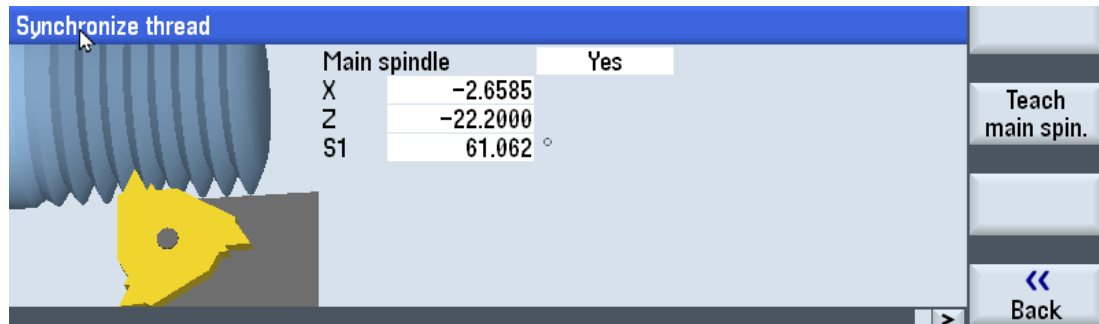 Synchronize thread
Main spindle Yes
X -2.6585
Z -22.2000
S1 61.062 °
Teach
main spin.
<<
Back
>